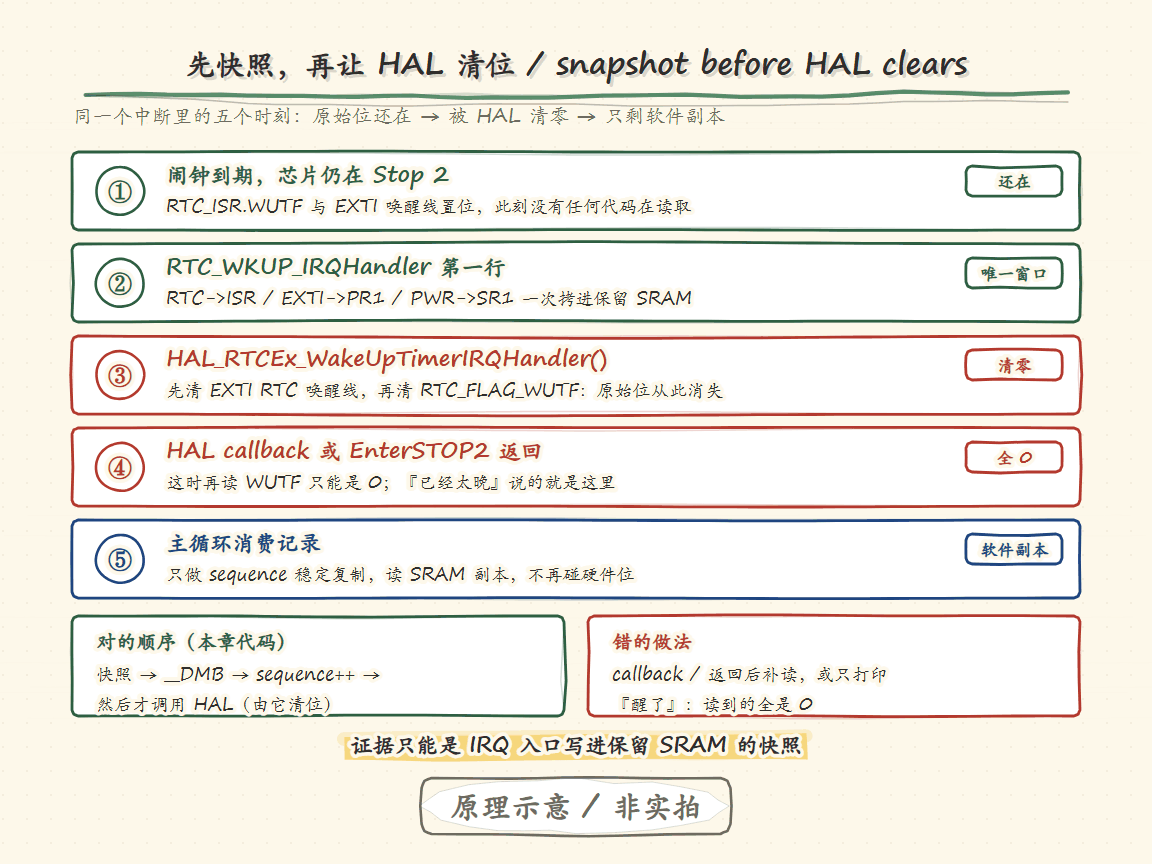 先快照，再让 HAL 清位 / snapshot before HAL clears
同一个中断里的五个时刻：原始位还在 → 被 HAL 清零 → 只剩软件副本
① 闹钟到期，芯片仍在 Stop 2 还在
RTC_ISR.WUTF 与 EXTI 唤醒线置位，此刻没有任何代码在读取
② RTC_WKUP_IRQHandler 第一行 唯一窗口
RTC->ISR / EXTI->PR1 / PWR->SR1 一次拷进保留 SRAM
③ HAL_RTCEx_WakeUpTimerIRQHandler() 清零
先清 EXTI RTC 唤醒线，再清 RTC_FLAG_WUTF：原始位从此消失
④ HAL callback 或 EnterSTOP2 返回 全 0
这时再读 WUTF 只能是 0；『已经太晚』说的就是这里
⑤ 主循环消费记录 软件副本
只做 sequence 稳定复制，读 SRAM 副本，不再碰硬件位
对的顺序（本章代码）
快照 → __DMB → sequence++ →
然后才调用 HAL（由它清位）
错的做法
callback / 返回后补读，或只打印
『醒了』：读到的全是 0
证据只能是 IRQ 入口写进保留 SRAM 的快照
原理示意 / 非实拍